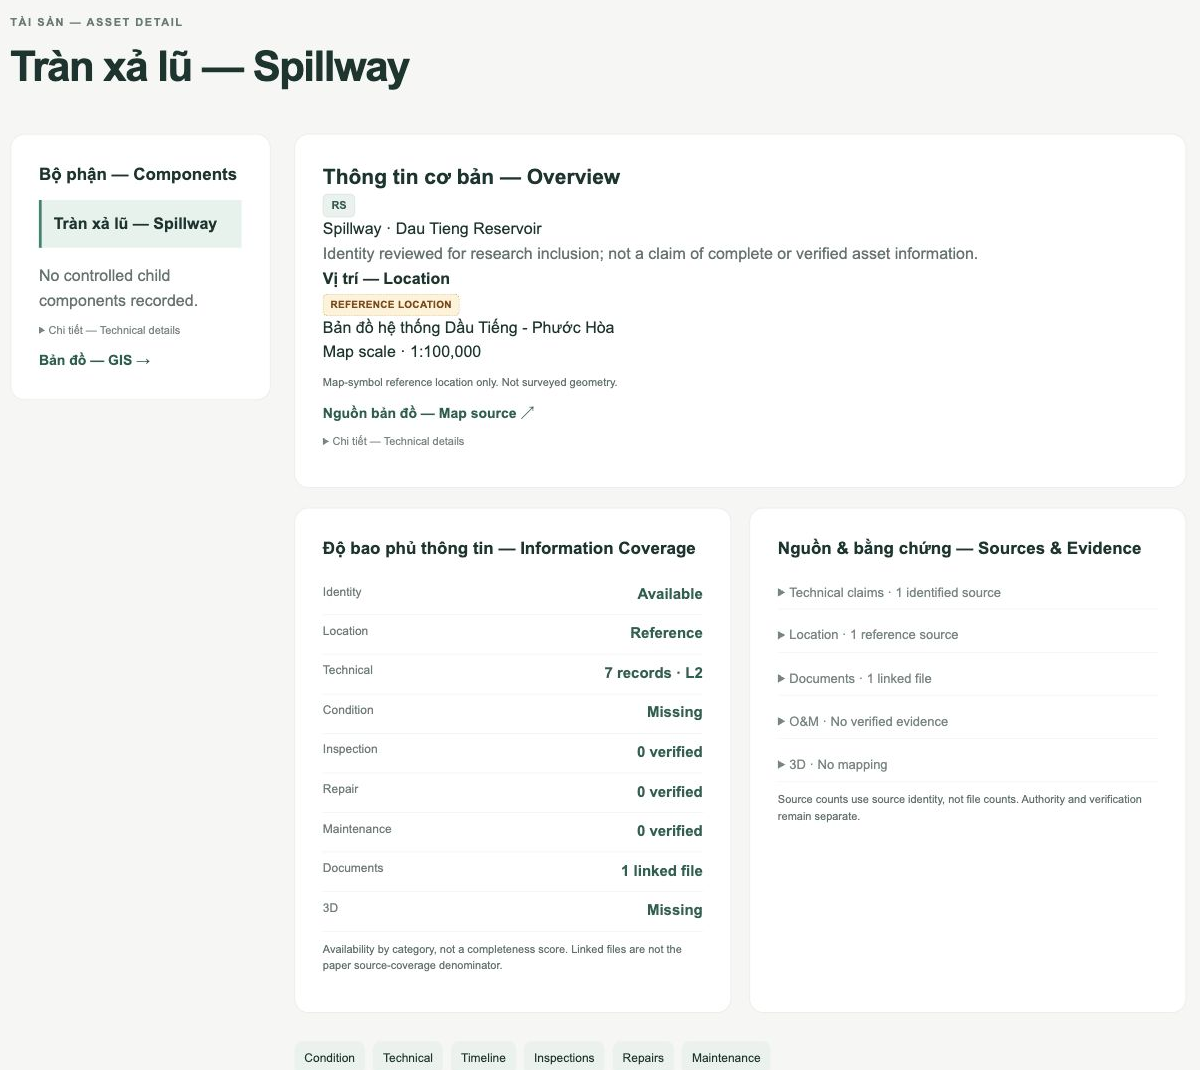 TÀI SẢN — ASSET DETAIL
Tràn xả lũ — Spillway
Bộ phận — Components
Tràn xả lũ — Spillway
No controlled child
components recorded.
▶ Chi tiết — Technical details
Bản đồ — GIS →
Thông tin cơ bản — Overview
RS
Spillway · Dau Tieng Reservoir
Identity reviewed for research inclusion; not a claim of complete or verified asset information.
Vị trí — Location
REFERENCE LOCATION
Bản đồ hệ thống Dầu Tiếng - Phước Hòa
Map scale · 1:100,000
Map-symbol reference location only. Not surveyed geometry.
Nguồn bản đồ — Map source ↗
▶ Chi tiết — Technical details
Độ bao phủ thông tin — Information Coverage
Identity Available
Location Reference
Technical 7 records · L2
Condition Missing
Inspection 0 verified
Repair 0 verified
Maintenance 0 verified
Documents 1 linked file
3D Missing
Availability by category, not a completeness score. Linked files are not the
paper source-coverage denominator.
Nguồn & bằng chứng — Sources & Evidence
▶ Technical claims · 1 identified source
▶ Location · 1 reference source
▶ Documents · 1 linked file
▶ O&M · No verified evidence
▶ 3D · No mapping
Source counts use source identity, not file counts. Authority and verification
remain separate.
Condition Technical Timeline Inspections Repairs Maintenance